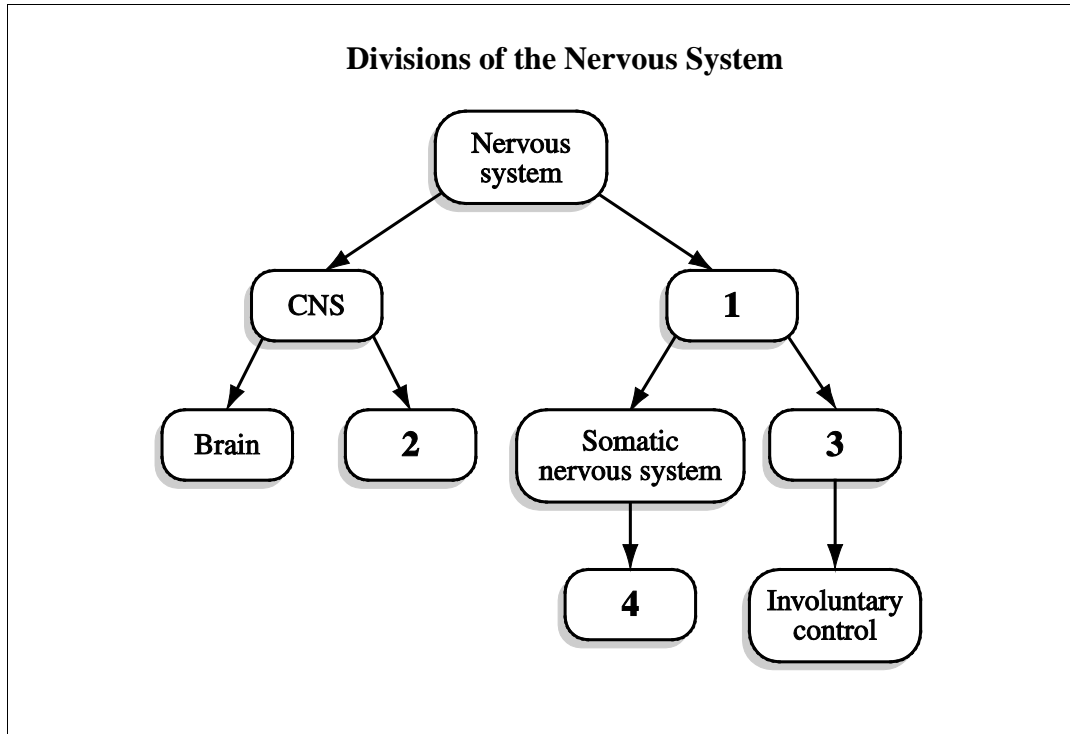 Divisions of the Nervous System
Nervous
system
CNS
1
Brain
2
Somatic
nervous system
3
4
Involuntary
control